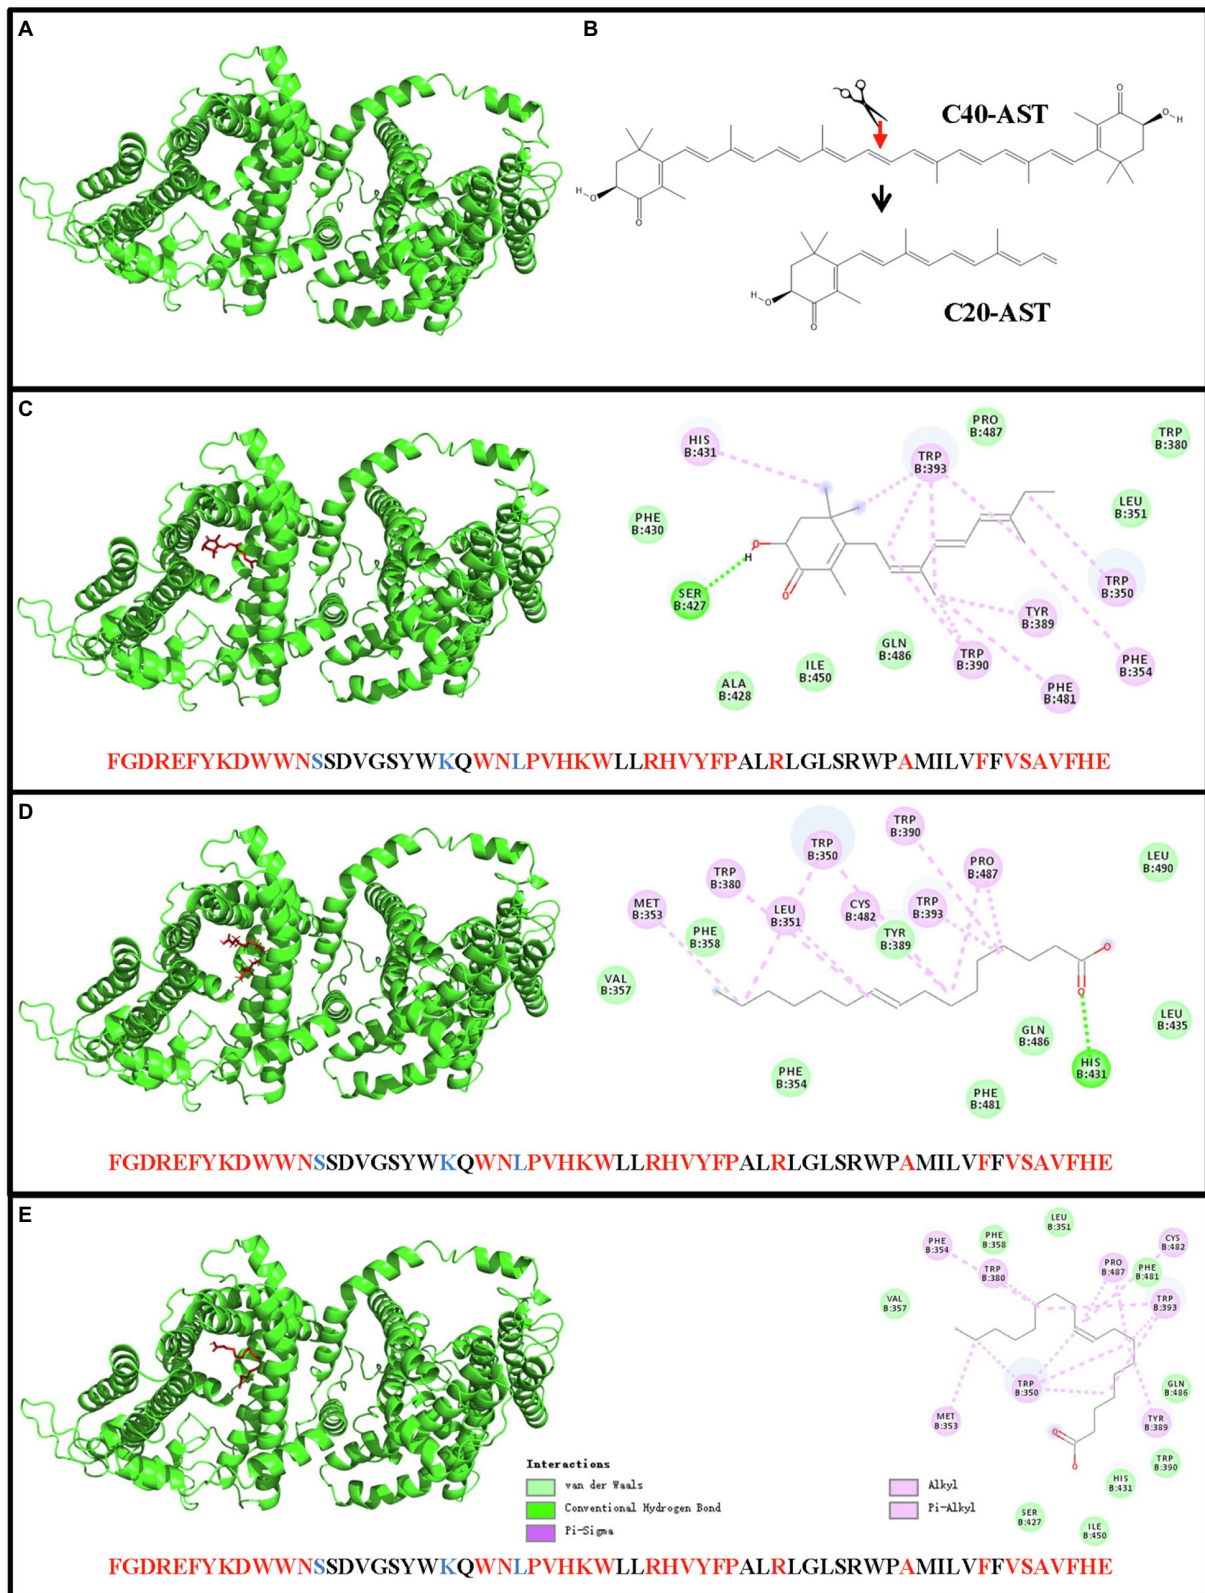 A
B
C40-AST
O
O
H
H
O
O
H
O
O
C20-AST
C
HIS
B:431
TRP
B:393
PRO
B:487
TRP
B:380
LEU
B:351
PHE
B:430
O
H
SER
B:427
O
TRP
B:350
TYR
B:389
GLN
B:486
TRP
B:390
PHE
B:354
ILE
B:450
ALA
B:428
PHE
B:481
FGDREFYKDWWNSSDVGSYWKQWNLPVHKWLLRHVYFPALRLGLSRWPAMILVFFVSAVFHE
D
TRP
B:390
TRP
B:350
PRO
B:487
LEU
B:490
TRP
B:380
MET
B:353
LEU
B:351
CYS
B:482
TRP
B:393
PHE
B:358
TYR
B:389
VAL
B:357
O
O
GLN
B:486
LEU
B:435
HIS
B:431
PHE
B:354
PHE
B:481
FGDREFYKDWWNSSDVGSYWKQWNLPVHKWLLRHVYFPALRLGLSRWPAMILVFFVSAVFHE
E
LEU
B:351
PHE
B:354
PHE
B:358
CYS
B:482
TRP
B:380
PRO
B:487
PHE
B:481
VAL
B:357
TRP
B:393
TRP
B:350
GLN
B:486
MET
B:353
TYR
B:389
O
O
TRP
B:390
HIS
B:431
SER
B:427
ILE
B:450
Interactions
van der Waals
Conventional Hydrogen Bond
Pi-Sigma
Alkyl
Pi-Alkyl
FGDREFYKDWWNSSDVGSYWKQWNLPVHKWLLRHVYFPALRLGLSRWPAMILVFFVSAVFHE